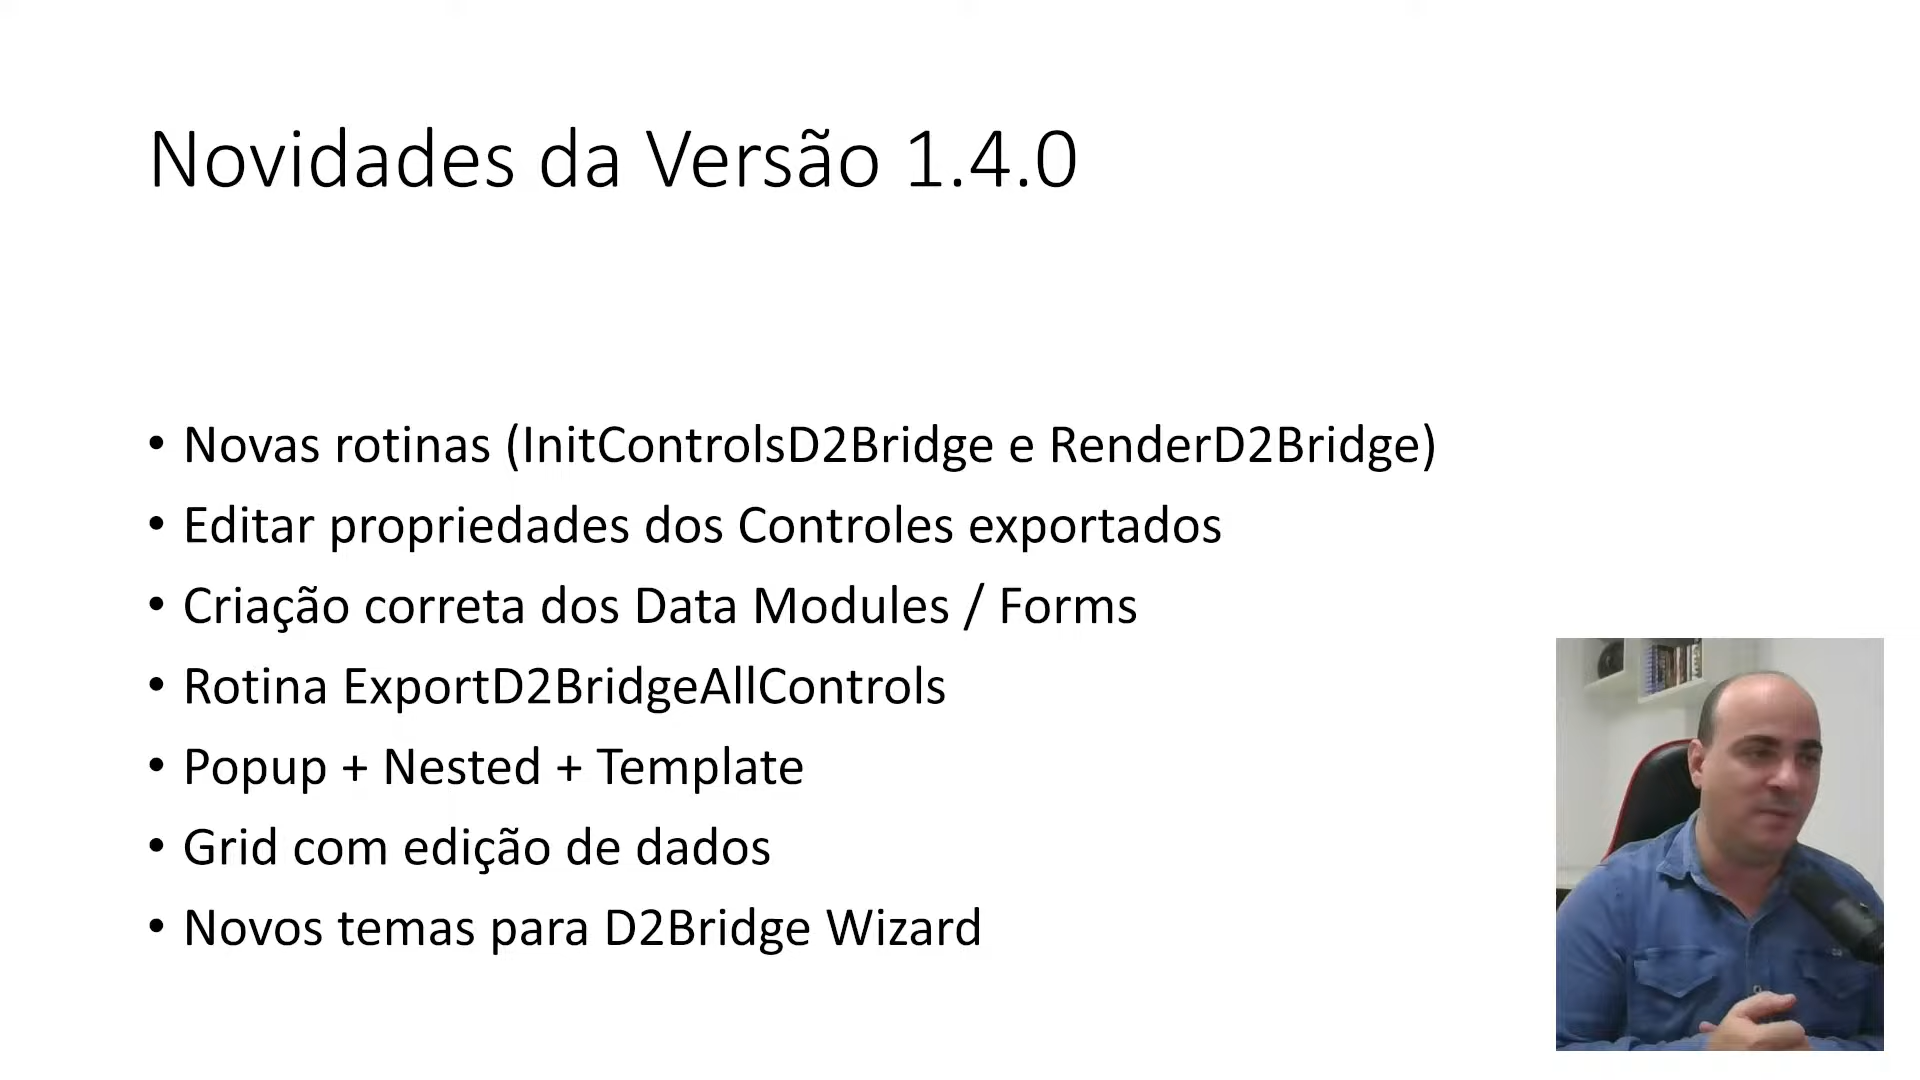 Novidades da Versão 1.4.0
• Novas rotinas (InitControlsD2Bridge e RenderD2Bridge)
• Editar propriedades dos Controles exportados
• Criação correta dos Data Modules / Forms
• Rotina ExportD2BridgeAllControls
• Popup + Nested + Template
• Grid com edição de dados
• Novos temas para D2Bridge Wizard